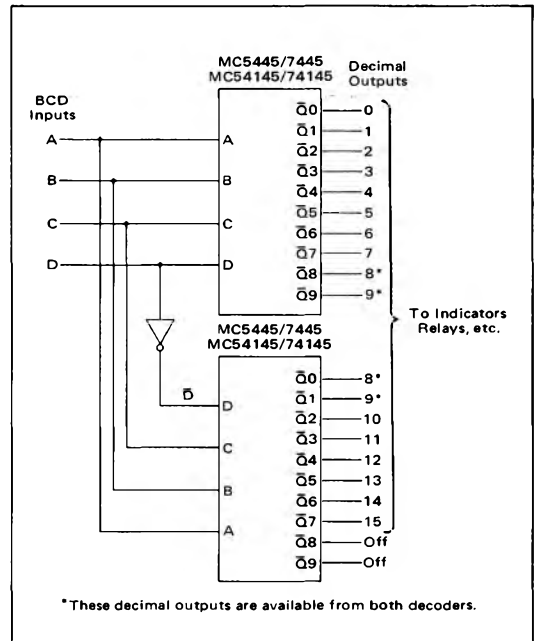 MC5445/7445
MC54145/74145
Decimal
Outputs
BCD
Inputs
A
B
C
D
A
B
C
D
Q̅0 0
Q̅1 1
Q̅2 2
Q̅3 3
Q̅4 4
Q̅5 5
Q̅6 6
Q̅7 7
Q̅8 8*
Q̅9 9*
To Indicators
Relays, etc.
MC5445/7445
MC54145/74145
D̅
D
C
B
A
Q̅0 8*
Q̅1 9*
Q̅2 10
Q̅3 11
Q̅4 12
Q̅5 13
Q̅6 14
Q̅7 15
Q̅8 Off
Q̅9 Off
*These decimal outputs are available from both decoders.